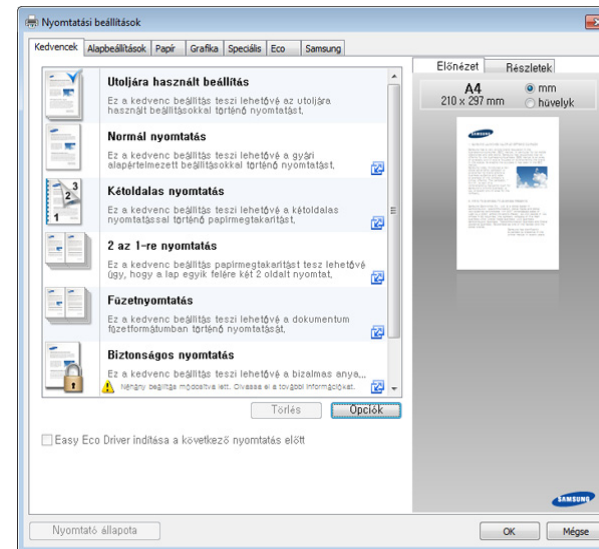 Nyomtatási beállítások
Kedvencek Alapbeállítások Papír Grafika Speciális Eco Samsung
Utoljára használt beállítás
Ez a kedvenc beállítás teszi lehetővé az utoljára
használt beállításokkal történő nyomtatást.
Normál nyomtatás
Ez a kedvenc beállítás teszi lehetővé a gyári
alapértelmezett beállításokkal történő nyomtatást.
Kétoldalas nyomtatás
Ez a kedvenc beállítás teszi lehetővé a kétoldalas
nyomtatással történő papírmegtakarítást.
2 az 1-re nyomtatás
Ez a kedvenc beállítás papírmegtakarítást tesz lehetővé
úgy, hogy a lap egyik felére két 2 oldalt nyomtat.
Füzetnyomtatás
Ez a kedvenc beállítás teszi lehetővé a dokumentum
füzetformátumban történő nyomtatását.
Biztonságos nyomtatás
Ez a kedvenc beállítás teszi lehetővé a bizalmas anya...
Néhány beállítás módosítva lett. Olvassa el a további információkat.
Törlés Opciók
Easy Eco Driver indítása a következő nyomtatás előtt
Előnézet Részletek
A4
210 x 297 mm
mm
hüvelyk
SAMSUNG
Nyomtató állapota
OK Mégse